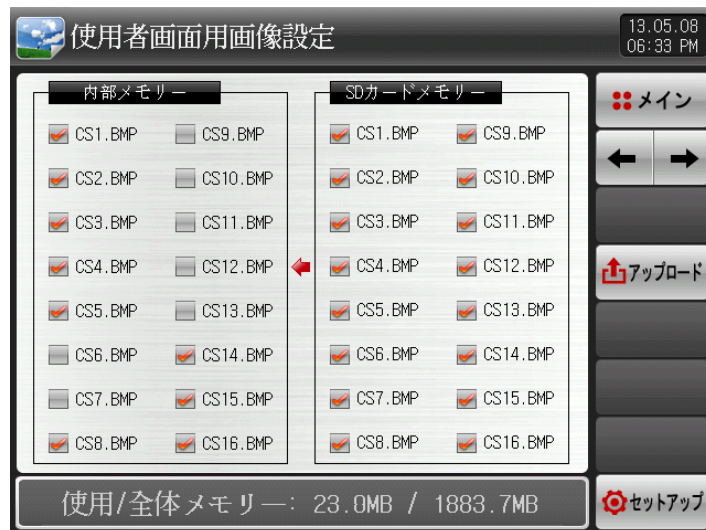 使用者画面用画像設定
13.05.08
06:33 PM
内部メモリー
CS1.BMP CS9.BMP
CS2.BMP CS10.BMP
CS3.BMP CS11.BMP
CS4.BMP CS12.BMP
CS5.BMP CS13.BMP
CS6.BMP CS14.BMP
CS7.BMP CS15.BMP
CS8.BMP CS16.BMP
SDカードメモリー
CS1.BMP CS9.BMP
CS2.BMP CS10.BMP
CS3.BMP CS11.BMP
CS4.BMP CS12.BMP
CS5.BMP CS13.BMP
CS6.BMP CS14.BMP
CS7.BMP CS15.BMP
CS8.BMP CS16.BMP
メイン
アップロード
セットアップ
使用/全体メモリー: 23.0MB / 1883.7MB